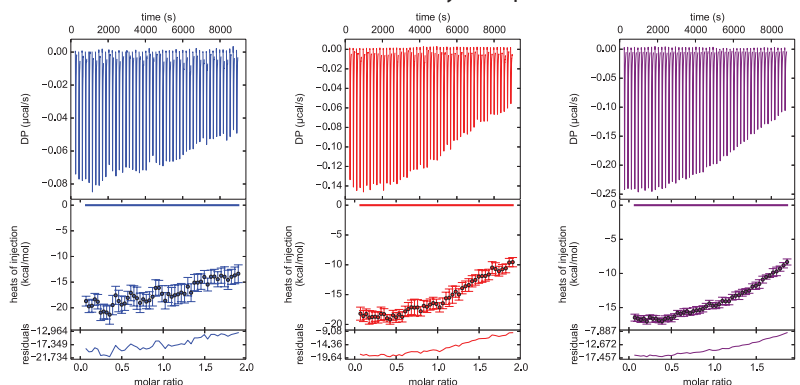 time (s)
0 2000 4000 6000 8000
0.00
−0.02
−0.04
−0.06
−0.08
DP (µcal/s)
0
−5
−10
−15
−20
heats of injection
(kcal/mol)
−12,964
−17,349
−21,734
residuals
0.0 0.5 1.0 1.5 2.0
molar ratio
time (s)
0 2000 4000 6000 8000
0.00
−0.02
−0.04
−0.06
−0.08
−0.10
−0.12
−0.14
DP (µcal/s)
0
−5
−10
−15
−20
heats of injection
(kcal/mol)
−9,08
−14,36
−19,64
residuals
0.0 0.5 1.0 1.5 2.0
molar ratio
time (s)
0 2000 4000 6000 8000
0.00
−0.05
−0.10
−0.15
−0.20
−0.25
DP (µcal/s)
0
−5
−10
−15
heats of injection
(kcal/mol)
−7,887
−12,672
−17,457
residuals
0.0 0.5 1.0 1.5
molar ratio